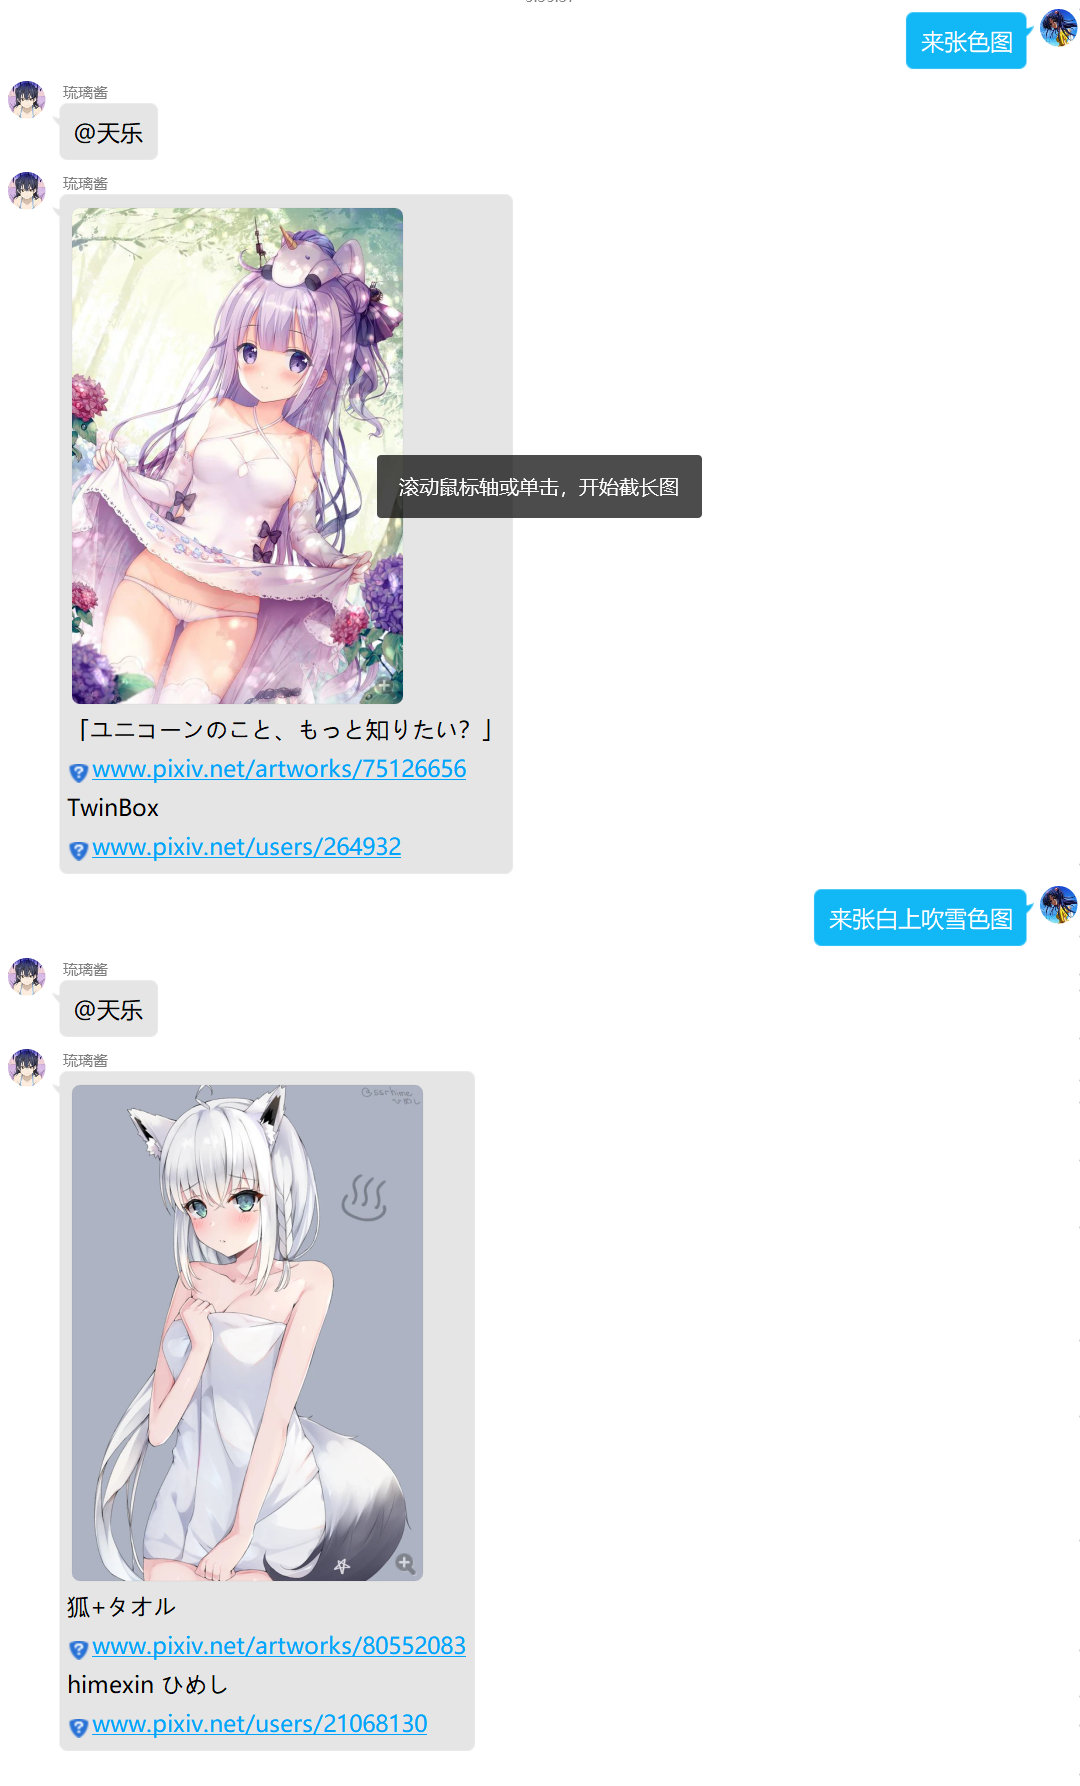 来张色图
琉璃酱
@天乐
琉璃酱
滚动鼠标轴或单击，开始截长图
「ユニコーンのこと、もっと知りたい？」
www.pixiv.net/artworks/75126656
TwinBox
www.pixiv.net/users/264932
来张白上吹雪色图
琉璃酱
@天乐
琉璃酱
@ssrhime
ひめし
狐+タオル
www.pixiv.net/artworks/80552083
himexin ひめし
www.pixiv.net/users/21068130